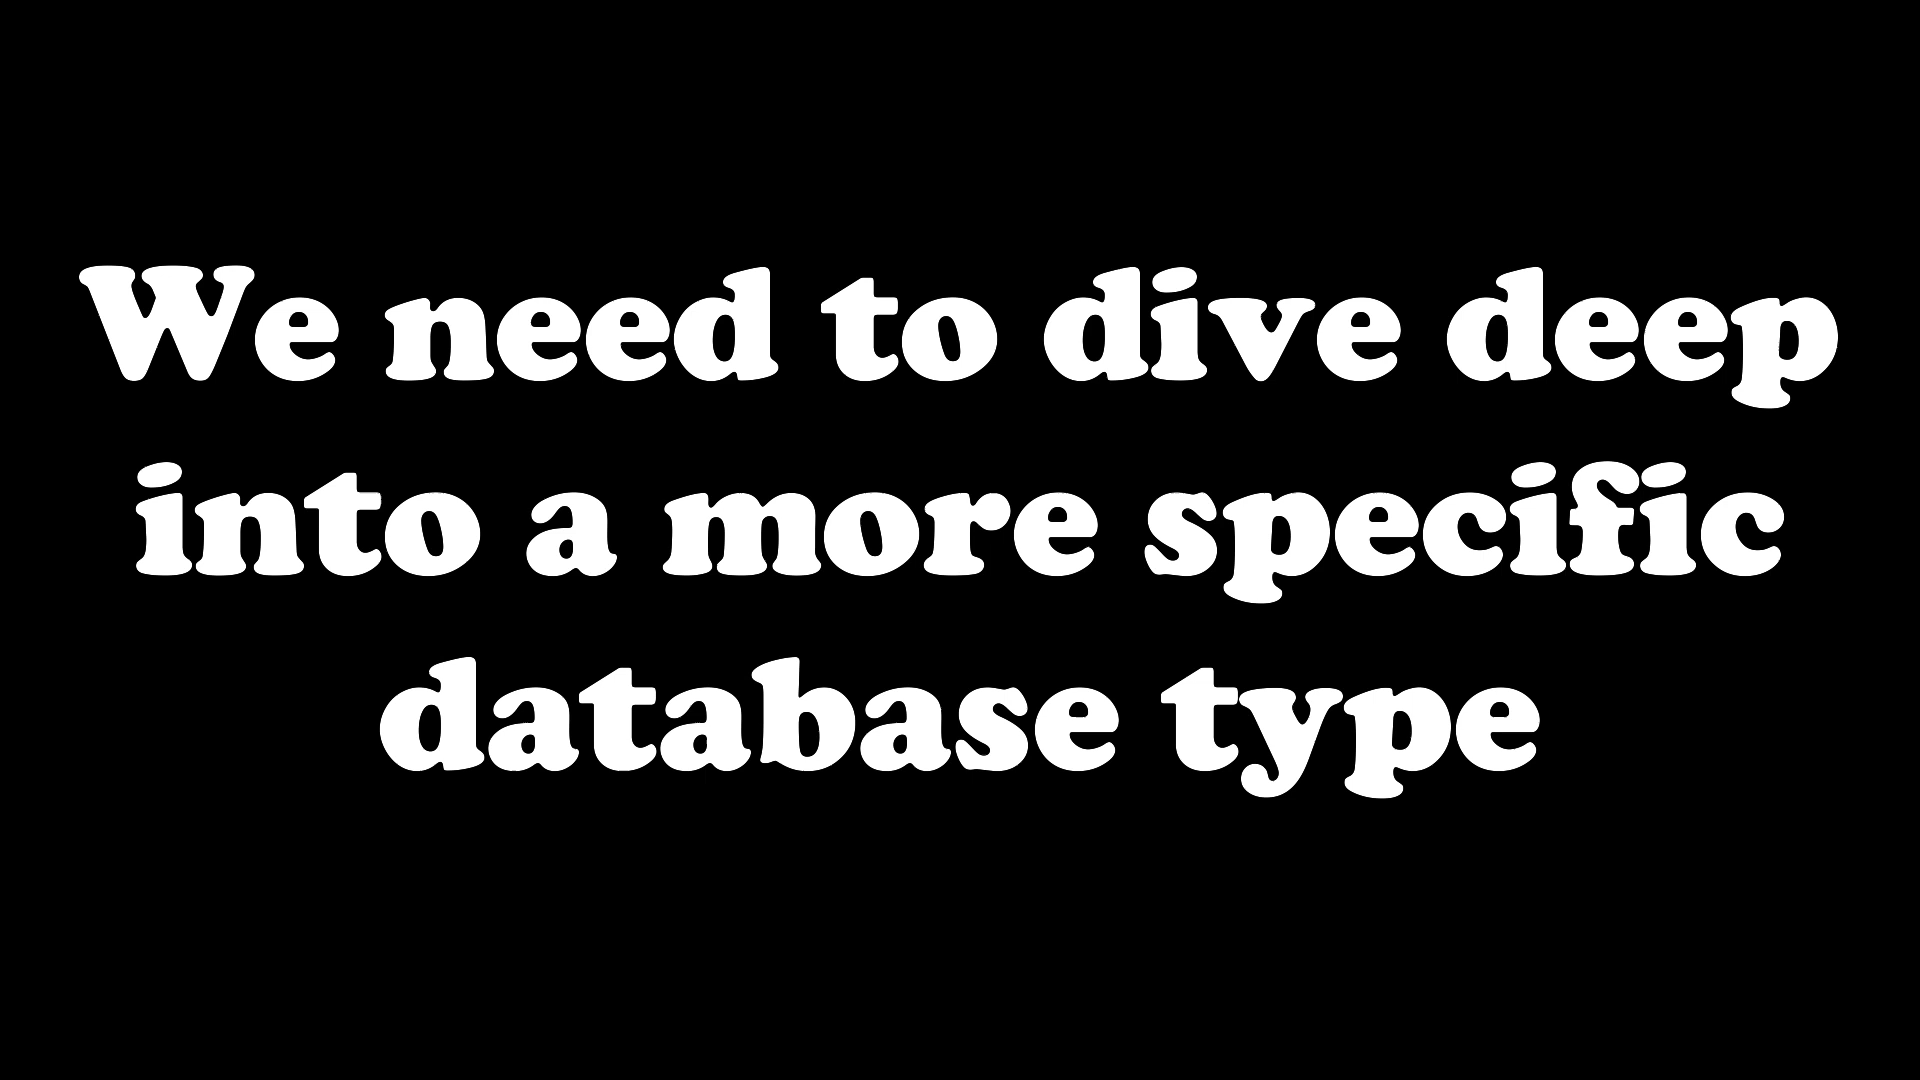 We need to dive deep
into a more specific
database type